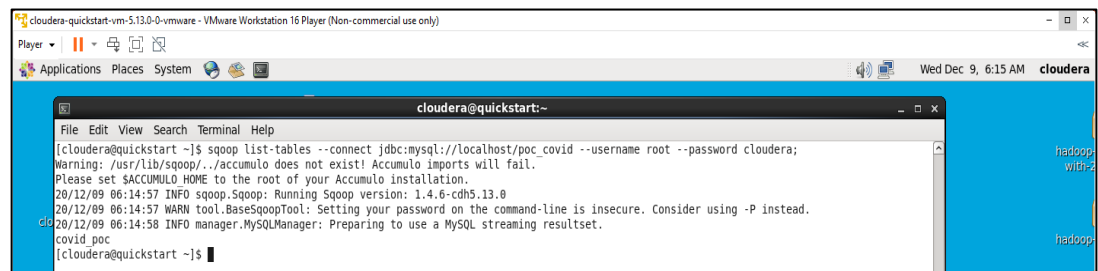 cloudera-quickstart-vm-5.13.0-0-vmware - VMware Workstation 16 Player (Non-commercial use only)
Player
Applications Places System Wed Dec 9, 6:15 AM cloudera
cloudera@quickstart:~
File Edit View Search Terminal Help
[cloudera@quickstart ~]$ sqoop list-tables --connect jdbc:mysql://localhost/poc_covid --username root --password cloudera;
Warning: /usr/lib/sqoop/../accumulo does not exist! Accumulo imports will fail.
Please set $ACCUMULO_HOME to the root of your Accumulo installation.
20/12/09 06:14:57 INFO sqoop.Sqoop: Running Sqoop version: 1.4.6-cdh5.13.0
20/12/09 06:14:57 WARN tool.BaseSqoopTool: Setting your password on the command-line is insecure. Consider using -P instead.
20/12/09 06:14:58 INFO manager.MySQLManager: Preparing to use a MySQL streaming resultset.
covid_poc
[cloudera@quickstart ~]$
hadoop-
with-2
clo
hadoop-